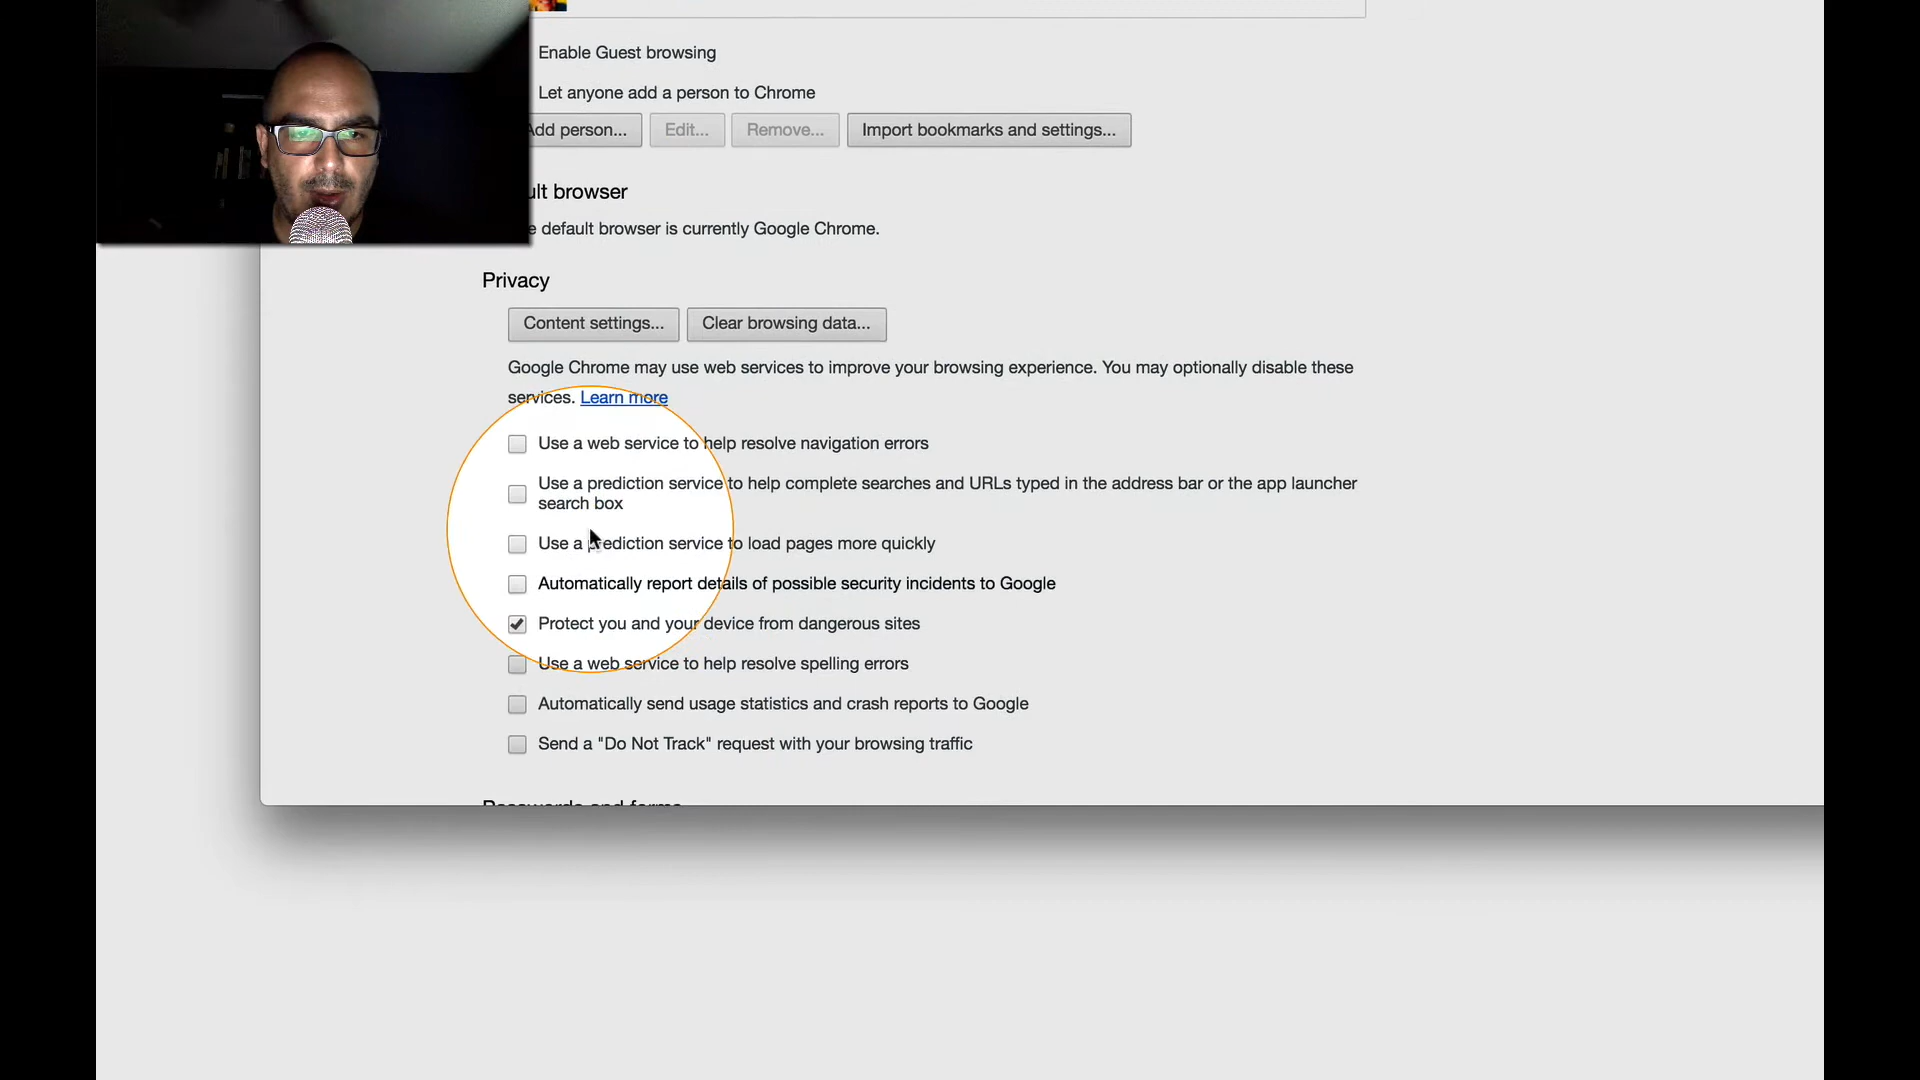 Enable Guest browsing
Let anyone add a person to Chrome
Add person... Edit... Remove... Import bookmarks and settings...
browser
default browser is currently Google Chrome.
Privacy
Content settings... Clear browsing data...
Google Chrome may use web services to improve your browsing experience. You may optionally disable these
services. Learn more
Use a web service to help resolve navigation errors
Use a prediction service to help complete searches and URLs typed in the address bar or the app launcher
search box
Use a prediction service to load pages more quickly
Automatically report details of possible security incidents to Google
Protect you and your device from dangerous sites
Use a web service to help resolve spelling errors
Automatically send usage statistics and crash reports to Google
Send a "Do Not Track" request with your browsing traffic
Passwords and forms